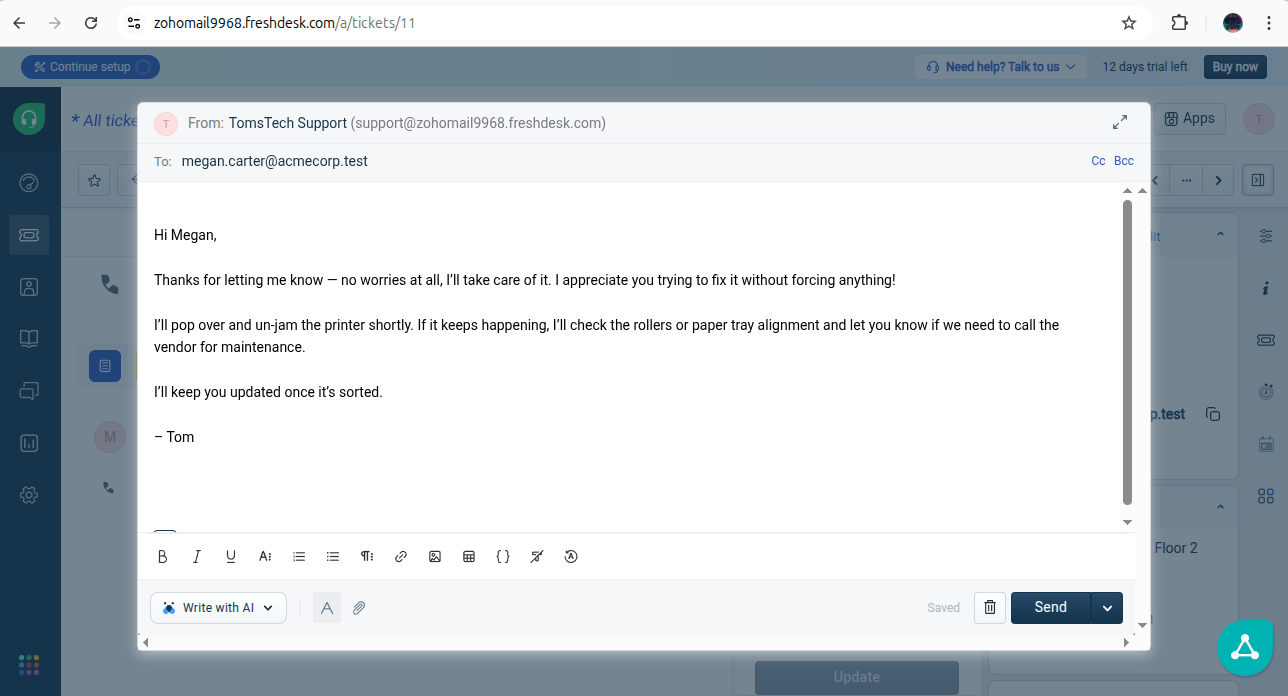 zohomail9968.freshdesk.com/a/tickets/11
Continue setup
Need help? Talk to us
12 days trial left
Buy now
* All ticke
T
From: TomsTech Support (support@zohomail9968.freshdesk.com)
Apps
T
To: megan.carter@acmecorp.test
Cc Bcc
Hi Megan,
Thanks for letting me know — no worries at all, I’ll take care of it. I appreciate you trying to fix it without forcing anything!
I’ll pop over and un-jam the printer shortly. If it keeps happening, I’ll check the rollers or paper tray alignment and let you know if we need to call the
vendor for maintenance.
I’ll keep you updated once it’s sorted.
– Tom
M
lit
p.test
Floor 2
Write with AI
Saved
Send
Update